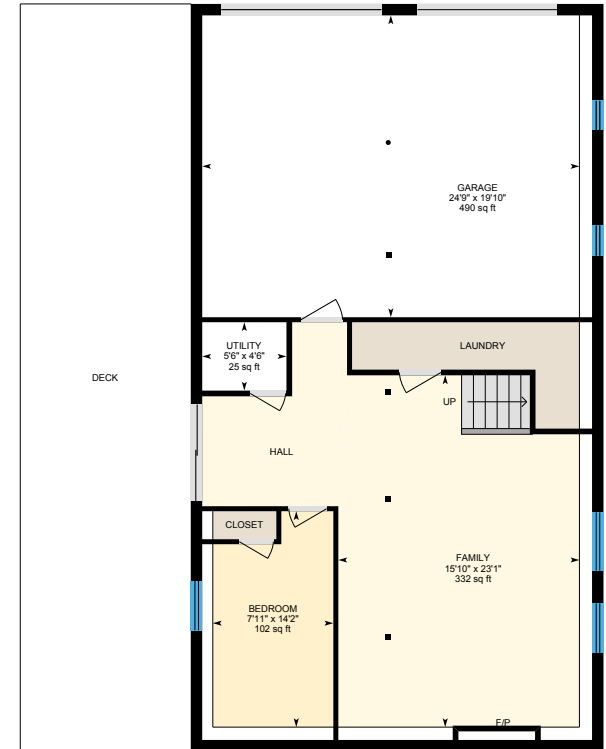 GARAGE
24'9" x 19'10"
490 sq ft
UTILITY
5'6" x 4'6"
25 sq ft
LAUNDRY
DECK
UP
HALL
CLOSET
FAMILY
15'10" x 23'1"
332 sq ft
BEDROOM
7'11" x 14'2"
102 sq ft
F/P